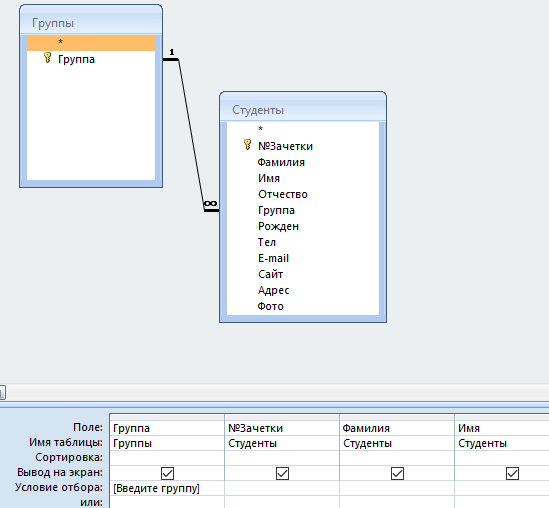 Группы
*
Группа
1
Студенты
*
№Зачетки
Фамилия
Имя
Отчество
Группа
Рожден
Тел
E-mail
Сайт
Адрес
Фото
∞
Поле: Группа №Зачетки Фамилия Имя
Имя таблицы: Группы Студенты Студенты Студенты
Сортировка:
Вывод на экран:
Условие отбора: [Введите группу]
или: